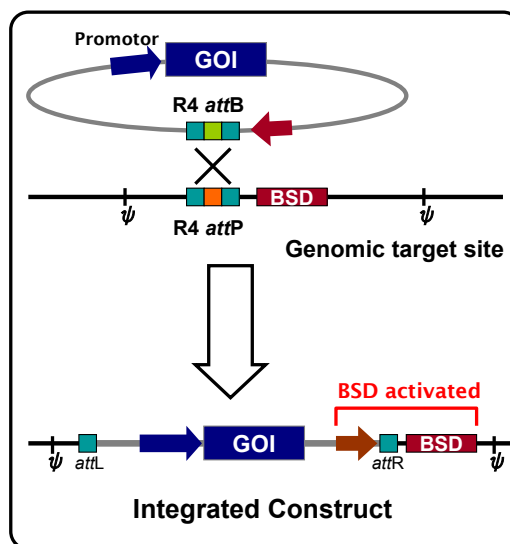 Promotor
GOI
R4 attB
BSD
ψ
ψ
R4 attP
Genomic target site
BSD activated
GOI
BSD
ψ
attL
attR
ψ
Integrated Construct